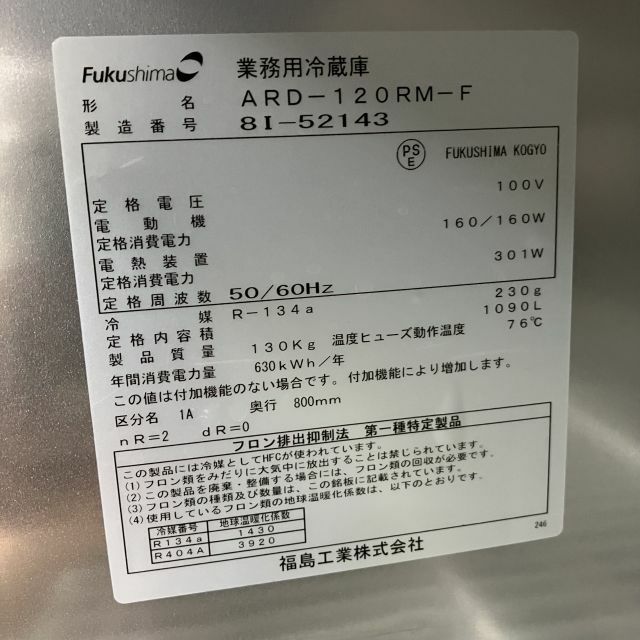 Fukushima 業務用冷蔵庫
形名 ARD-120RM-F
製造番号 8I-52143
PSE FUKUSHIMA KOGYO
定格電圧 100V
電動機
定格消費電力 160/160W
電熱装置
定格消費電力 301W
定格周波数 50/60Hz
冷媒 R-134a 230g
定格内容積 1090L
製品質量 130Kg 温度ヒューズ動作温度 76℃
年間消費電力量 630kWh/年
この値は付加機能のない場合です。付加機能により増加します。
区分名 1A 奥行 800mm
nR=2 dR=0
フロン排出抑制法 第一種特定製品
この製品には冷媒としてHFCが使われています。
(1)フロン類をみだりに大気中に放出することは禁じられています。
(2)この製品を廃棄・整備する場合には、フロン類の回収が必要です。
(3)フロン類の種類及び数量は、この銘板に記載されています。
(4)使用しているフロン類の地球温暖化係数は、以下のとおりです。
冷媒番号 地球温暖化係数
R134a 1430
R404A 3920
246
福島工業株式会社